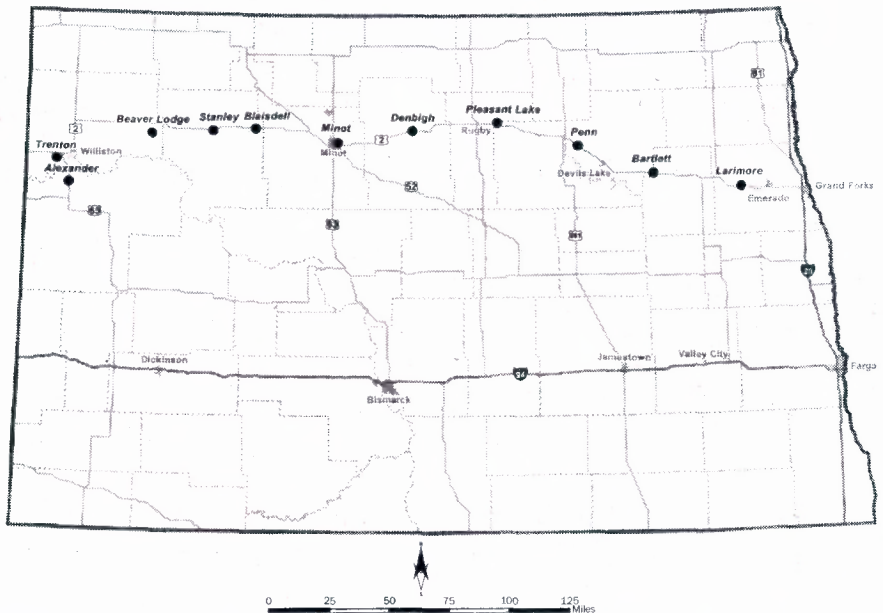 81
Pleasant Lake
Beaver Lodge
Stanley
Blaisdell
Denbigh
2
Minot
2
Rugby
Penn
Trenton
Williston
Minot
Bartlett
Alexander
Devils Lake
Larimore
52
Grand Forks
Emerado
85
83
281
29
Dickinson
Jamestown
Valley City
94
Fargo
Bismarck
0 25 50 75 100 125
Miles